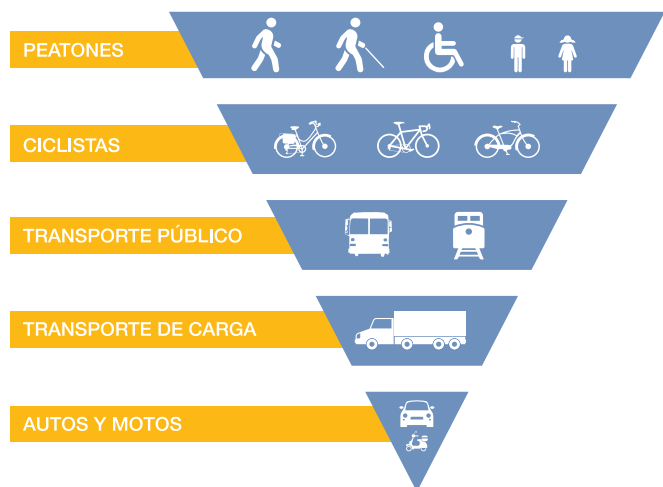 PEATONES
CICLISTAS
TRANSPORTE PÚBLICO
TRANSPORTE DE CARGA
AUTOS Y MOTOS